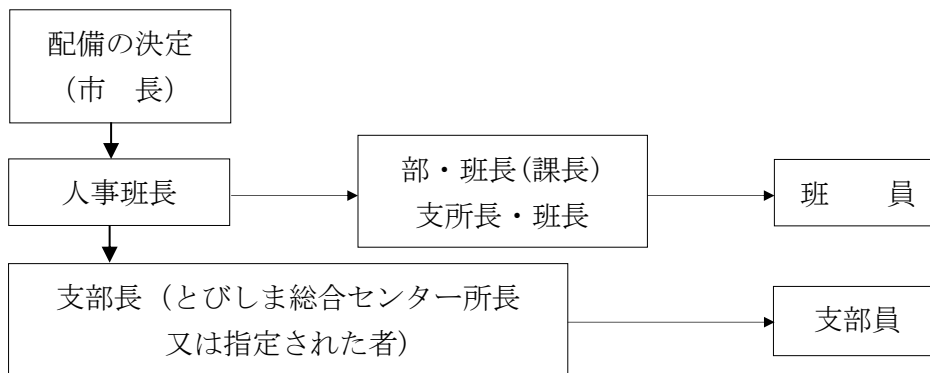 配備の決定
（市　長）
人事班長
部・班長（課長）
支所長・班長
班　　員
支部長（とびしま総合センター所長
又は指定された者）
支部員